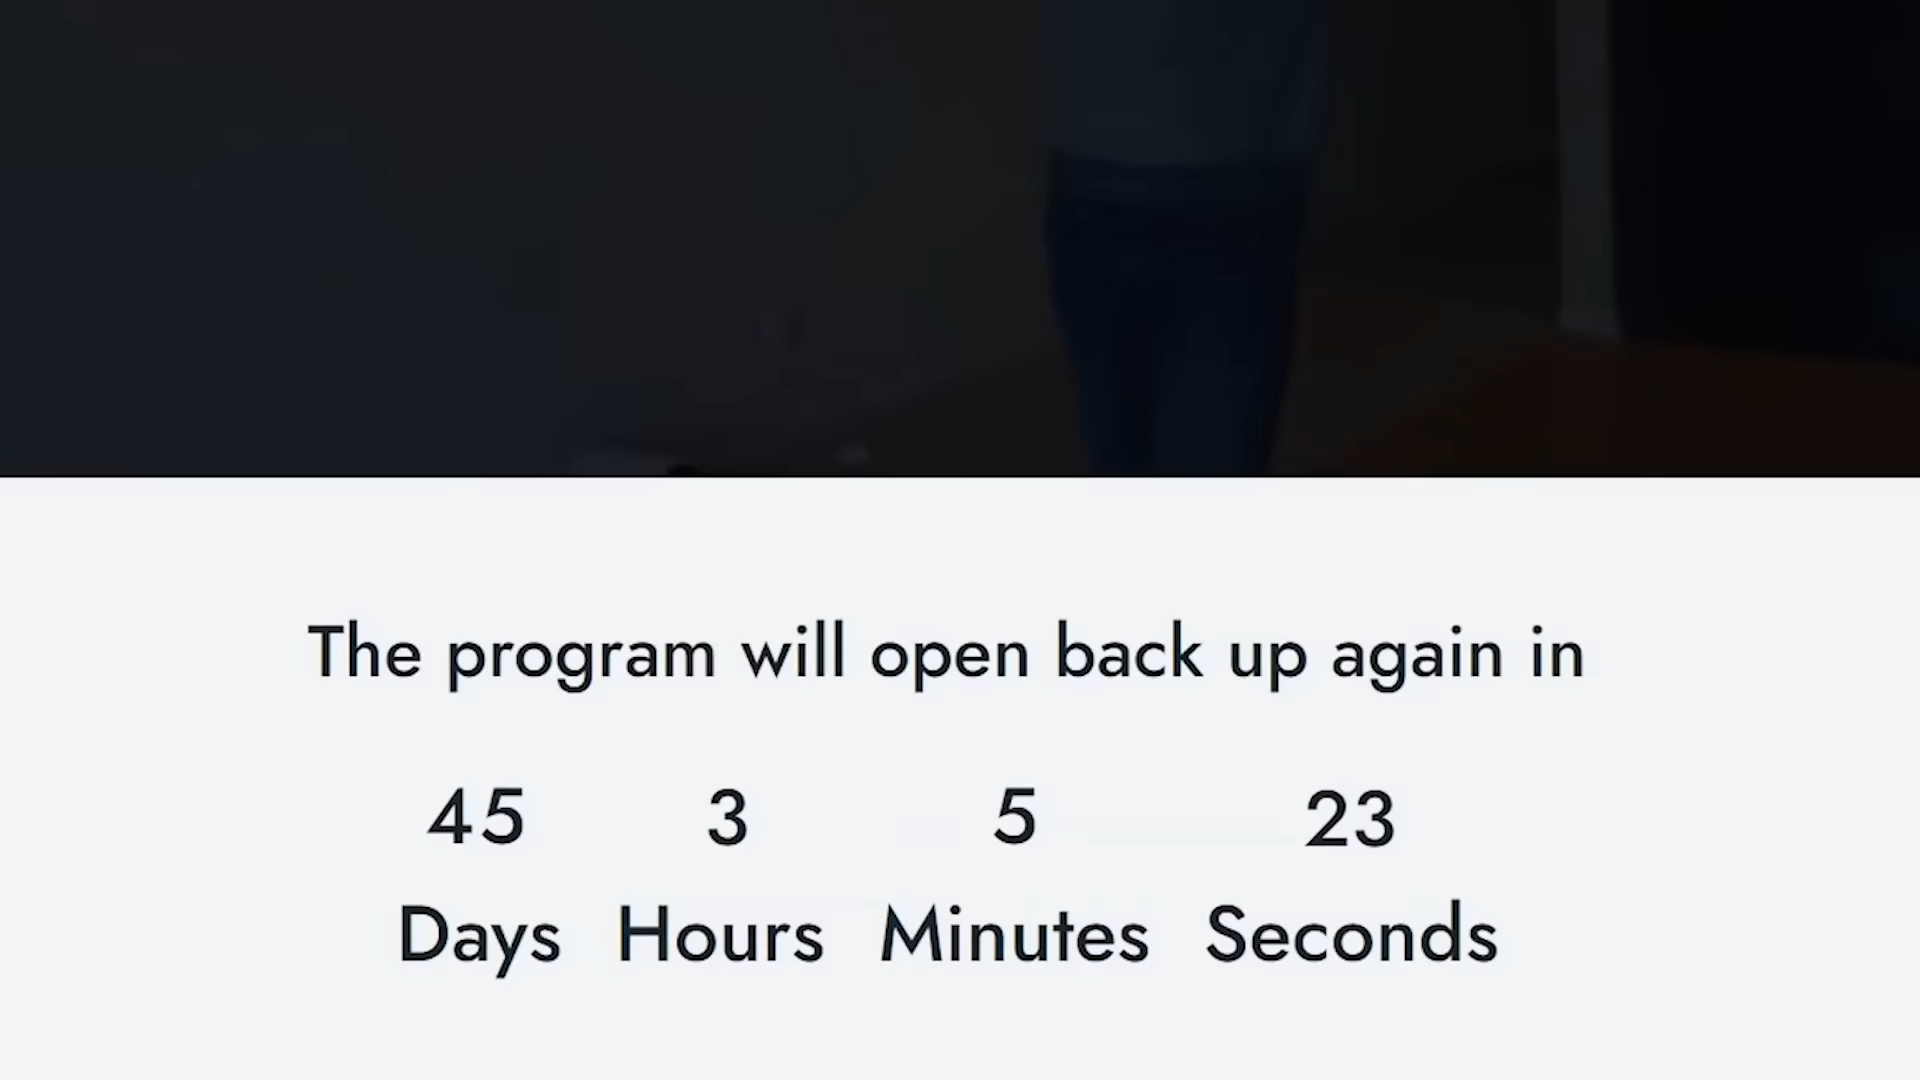 The program will open back up again in
45 3 5 23
Days Hours Minutes Seconds